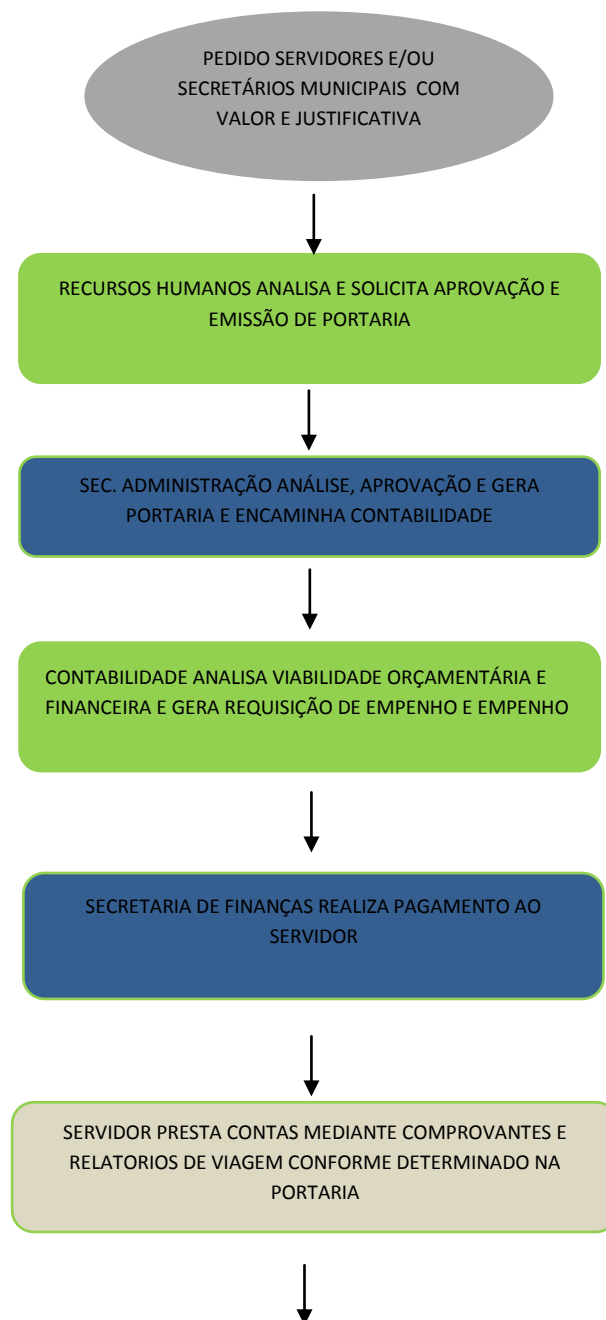 PEDIDO SERVIDORES E/OU
SECRETÁRIOS MUNICIPAIS COM
VALOR E JUSTIFICATIVA
RECURSOS HUMANOS ANALISA E SOLICITA APROVAÇÃO E
EMISSÃO DE PORTARIA
SEC. ADMINISTRAÇÃO ANÁLISE, APROVAÇÃO E GERA
PORTARIA E ENCAMINHA CONTABILIDADE
CONTABILIDADE ANALISA VIABILIDADE ORÇAMENTÁRIA E
FINANCEIRA E GERA REQUISIÇÃO DE EMPENHO E EMPENHO
SECRETARIA DE FINANÇAS REALIZA PAGAMENTO AO
SERVIDOR
SERVIDOR PRESTA CONTAS MEDIANTE COMPROVANTES E
RELATORIOS DE VIAGEM CONFORME DETERMINADO NA
PORTARIA